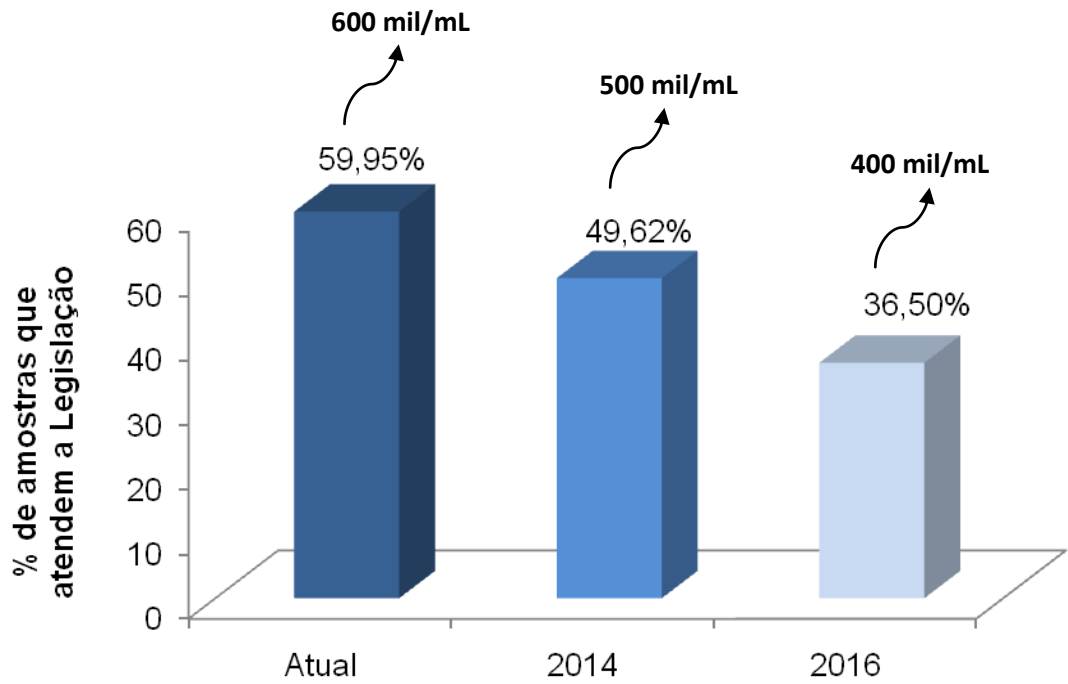 600 mil/mL
500 mil/mL
400 mil/mL
59,95%
49,62%
36,50%
% de amostras que
atendem a Legislação
60
50
40
30
20
10
0
Atual
2014
2016